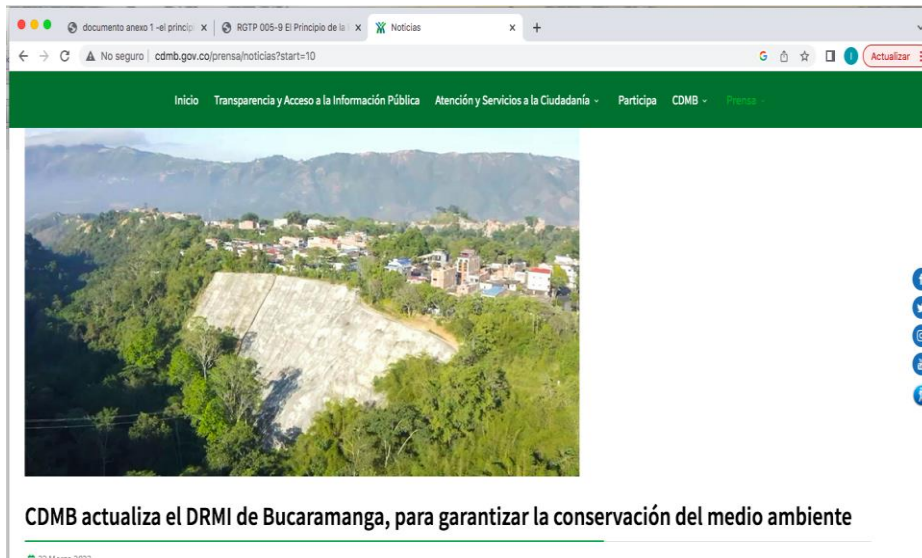 documento anexo 1 -el princip
RGTP 005-9 El Principio de la
Noticias
No seguro | cdmb.gov.co/prensa/noticias?start=10
Actualizar
Inicio Transparencia y Acceso a la Información Pública Atención y Servicios a la Ciudadanía Participa CDMB Prensa
CDMB actualiza el DRMI de Bucaramanga, para garantizar la conservación del medio ambiente